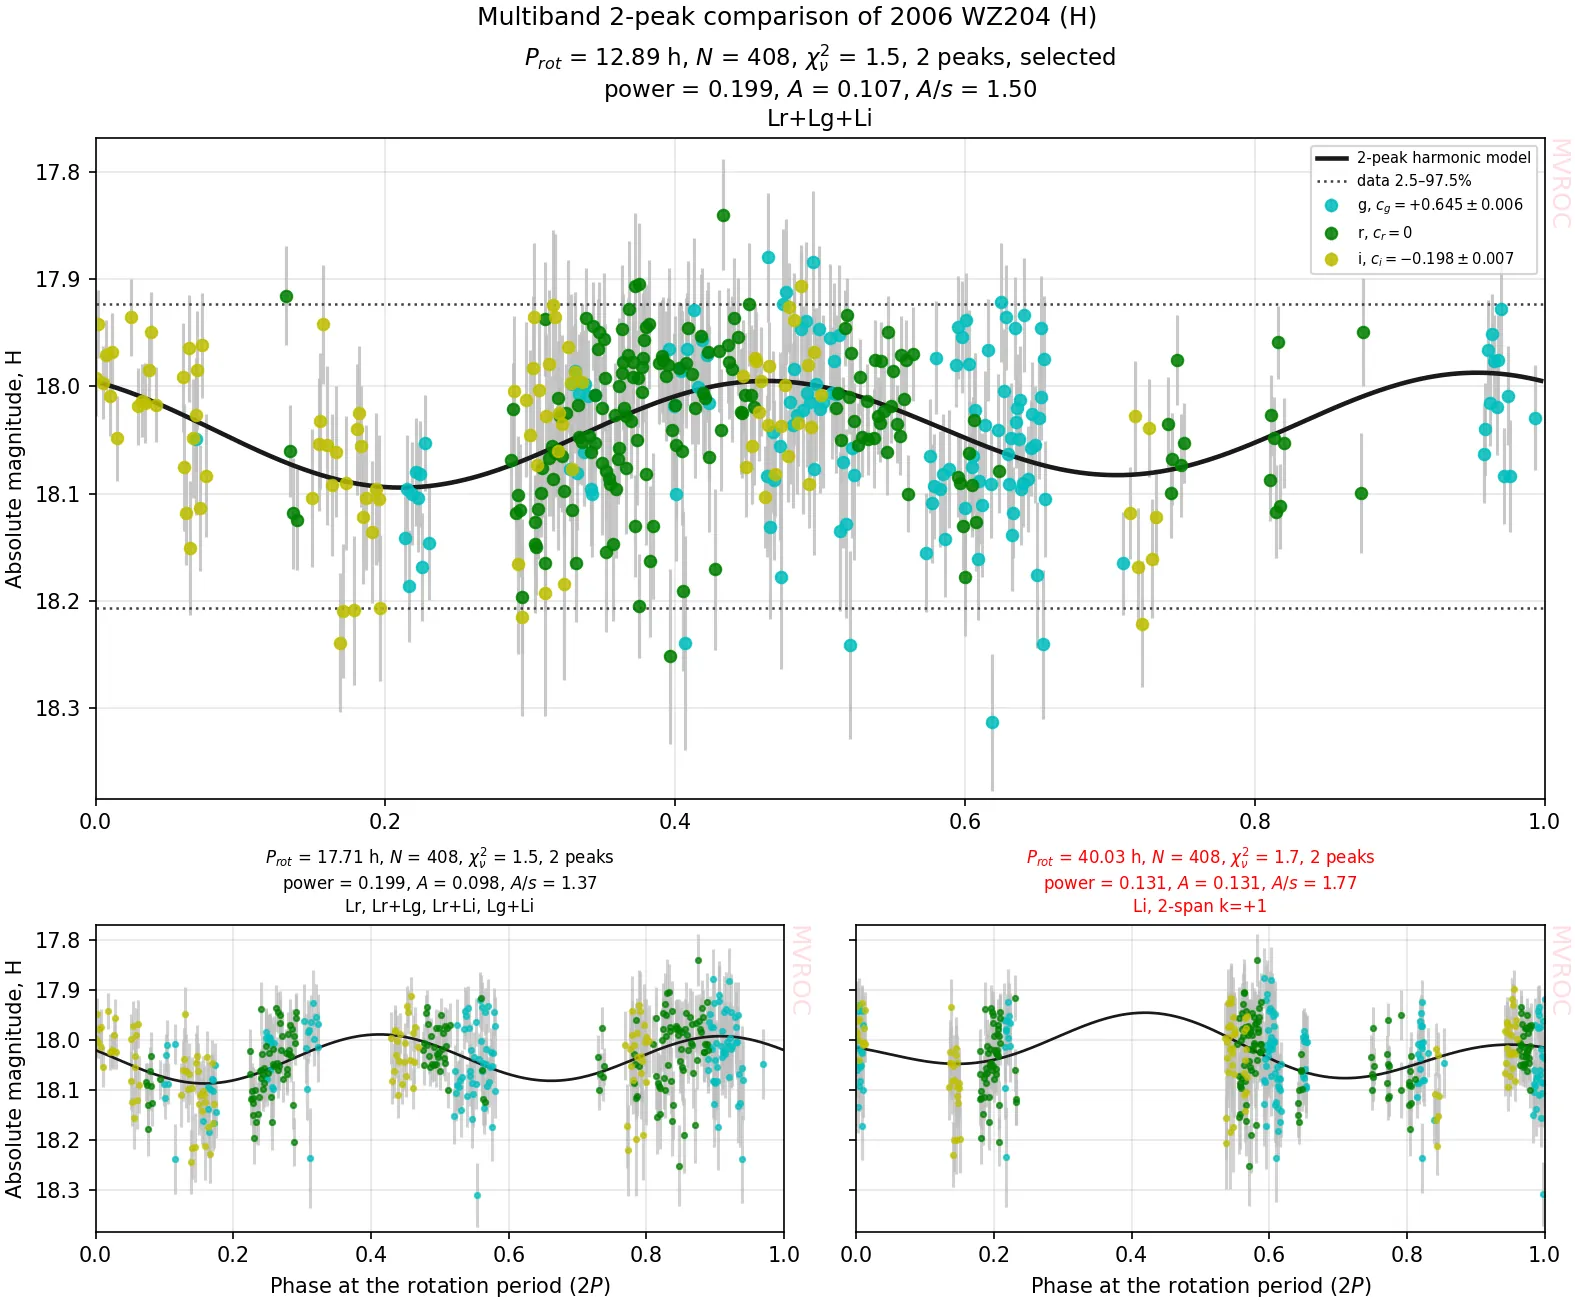 Multiband 2-peak comparison of 2006 WZ204 (H)
P_rot = 12.89 h, N = 408, χ²_ν = 1.5, 2 peaks, selected
power = 0.199, A = 0.107, A/s = 1.50
Lr+Lg+Li
2-peak harmonic model
data 2.5–97.5%
g, c_g = +0.645 ± 0.006
r, c_r = 0
i, c_i = −0.198 ± 0.007
MVROC
Absolute magnitude, H
17.8
17.9
18.0
18.1
18.2
18.3
0.0 0.2 0.4 0.6 0.8 1.0
P_rot = 17.71 h, N = 408, χ²_ν = 1.5, 2 peaks
power = 0.199, A = 0.098, A/s = 1.37
Lr, Lr+Lg, Lr+Li, Lg+Li
MVROC
Absolute magnitude, H
17.8
17.9
18.0
18.1
18.2
18.3
0.0 0.2 0.4 0.6 0.8 1.0
Phase at the rotation period (2P)
P_rot = 40.03 h, N = 408, χ²_ν = 1.7, 2 peaks
power = 0.131, A = 0.131, A/s = 1.77
Li, 2-span k=+1
MVROC
0.0 0.2 0.4 0.6 0.8 1.0
Phase at the rotation period (2P)